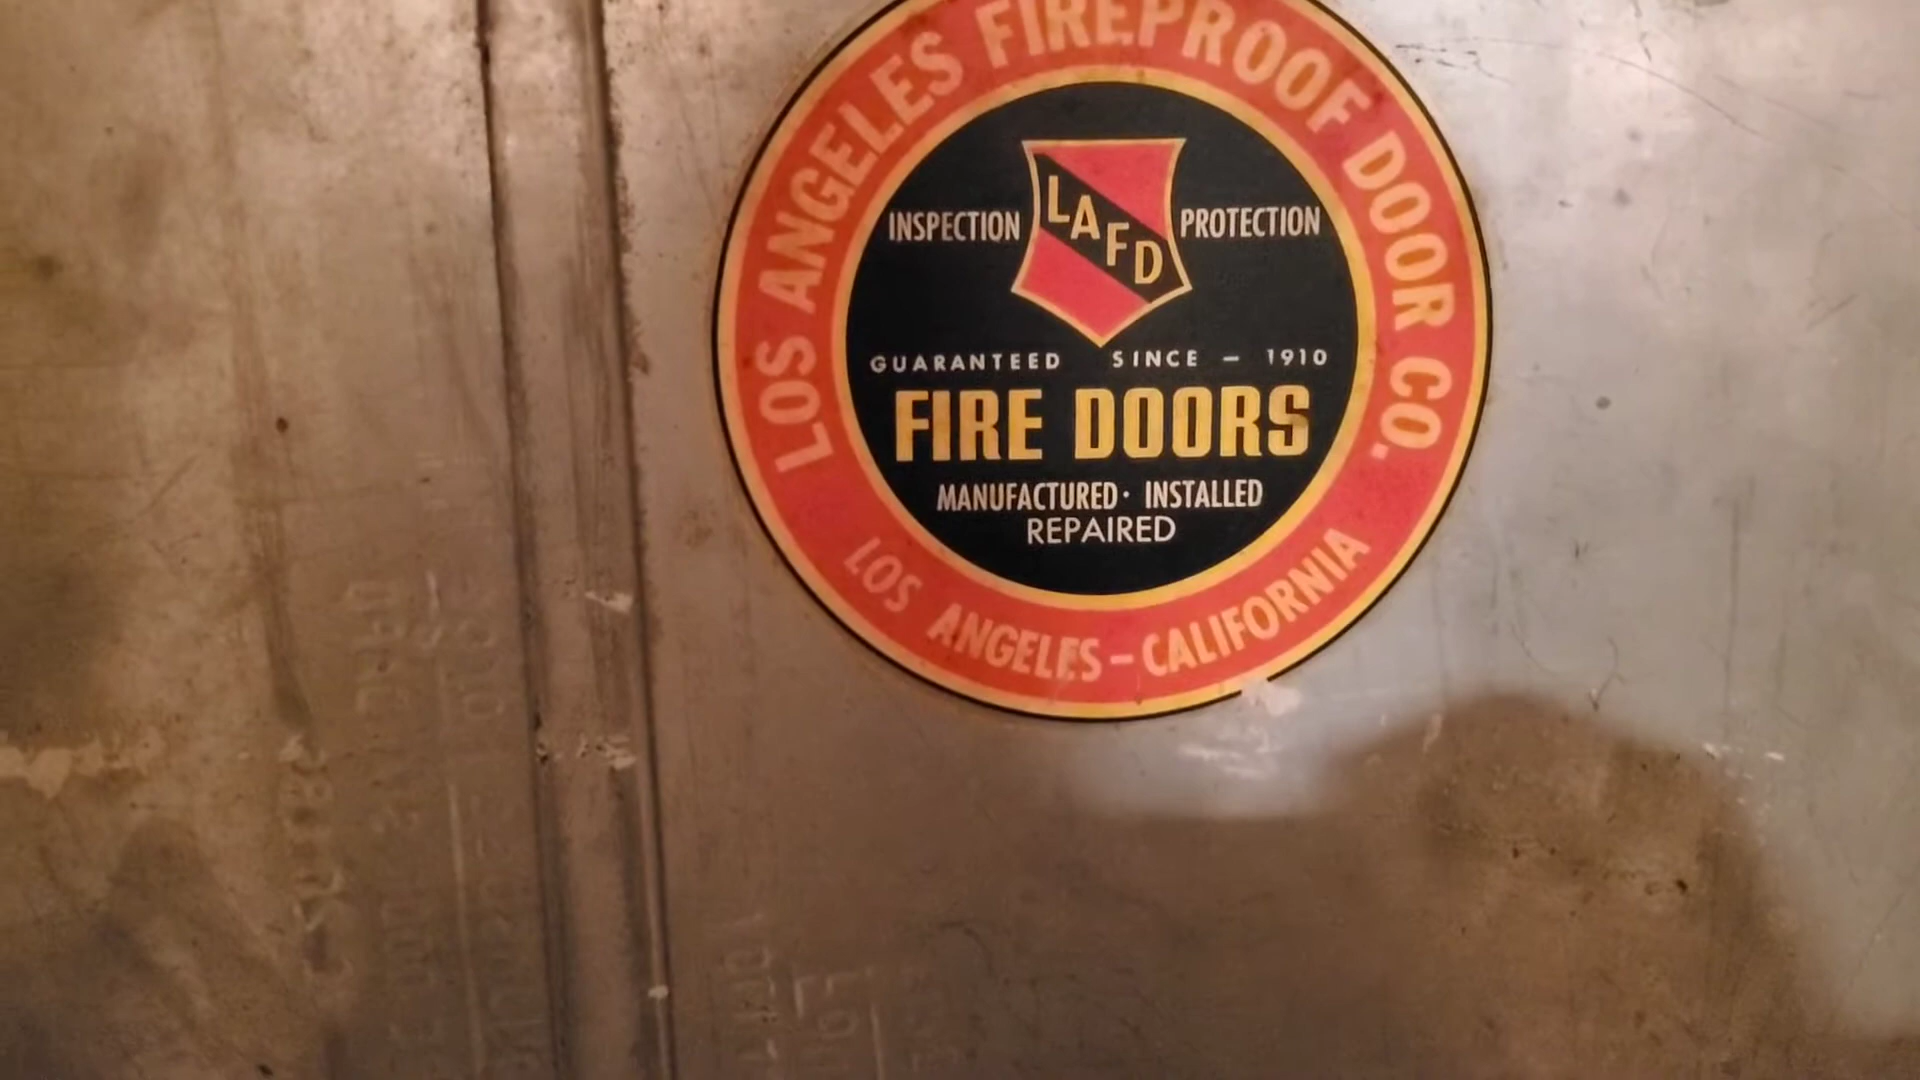 LOS ANGELES FIREPROOF DOOR CO.
INSPECTION LAFD PROTECTION
GUARANTEED SINCE – 1910
FIRE DOORS
MANUFACTURED · INSTALLED
REPAIRED
LOS ANGELES – CALIFORNIA